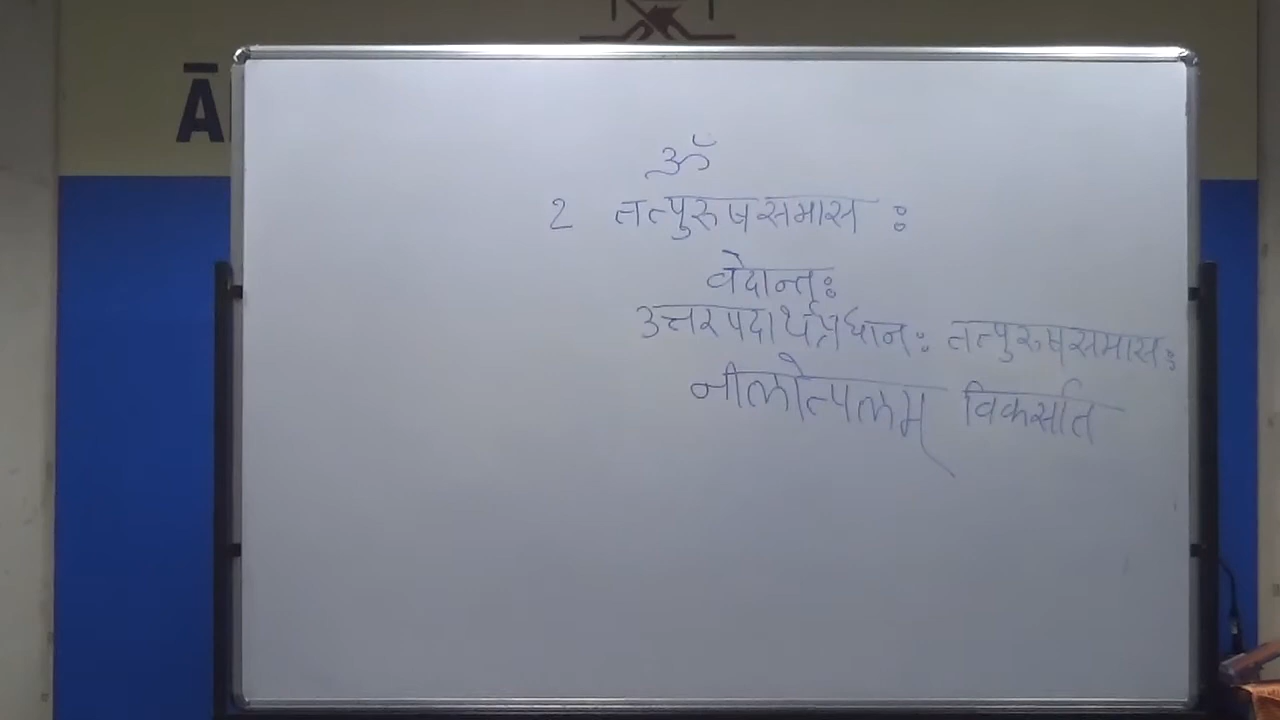 Ā
ॐ
2 तत्पुरुषसमास :
वेदान्तः
उत्तरपदार्थप्रधानः तत्पुरुषसमासः
नीलोत्पलम् विकसति